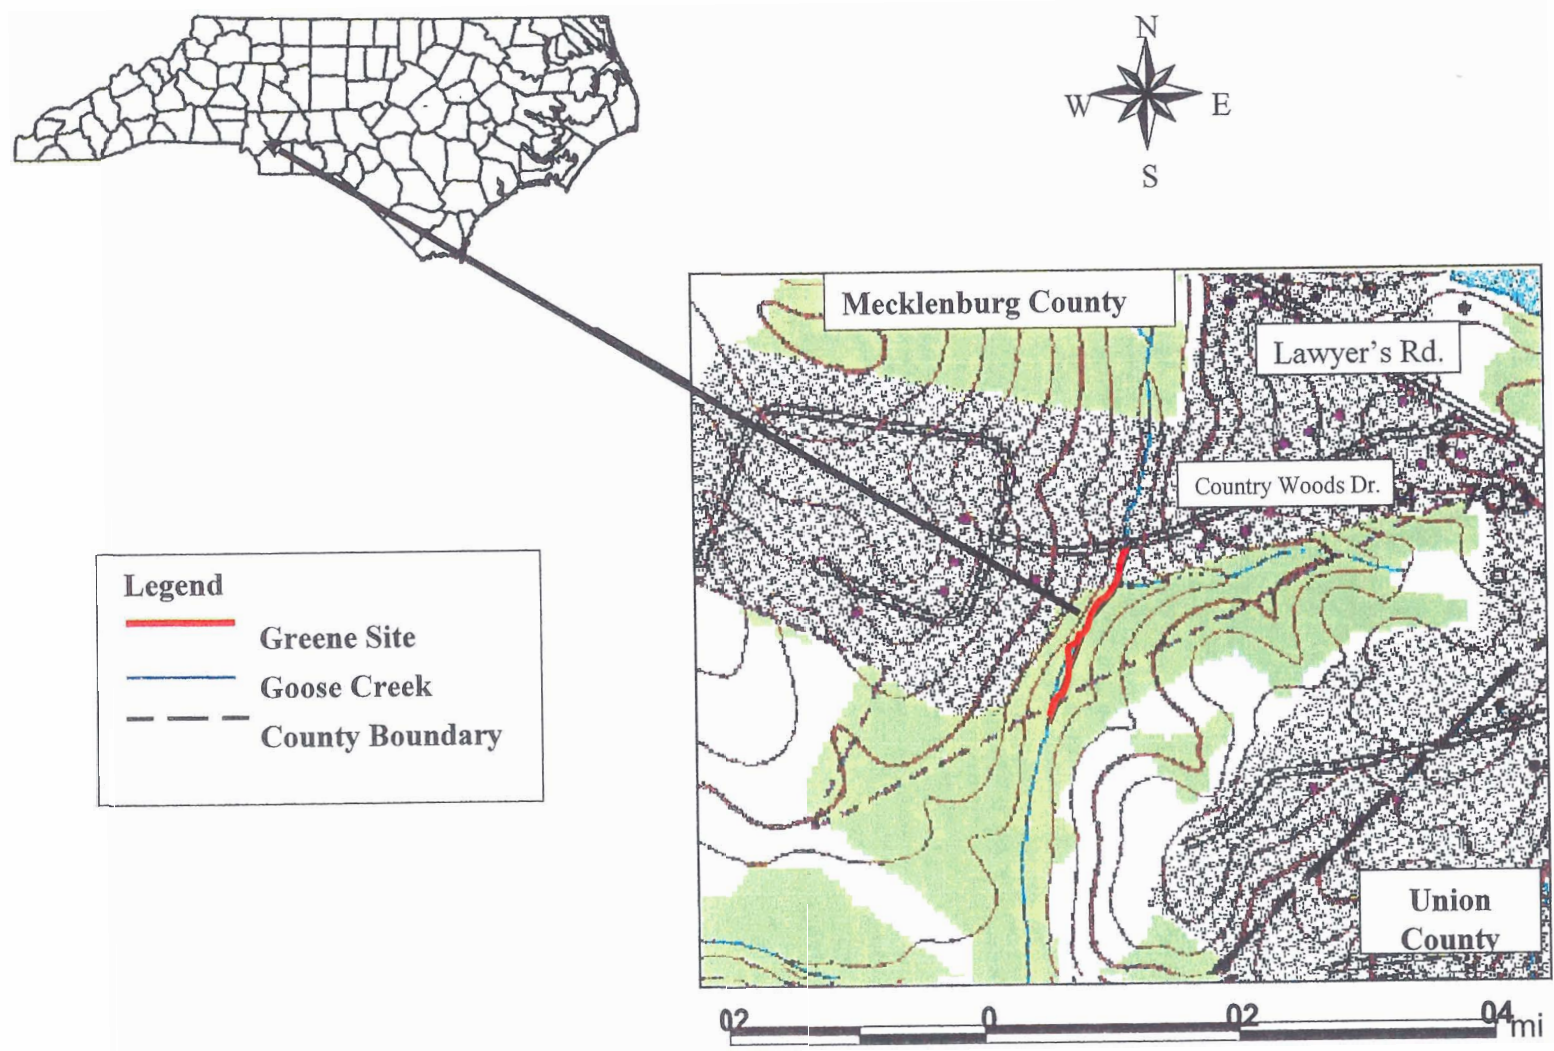 N
W E
S
Mecklenburg County
Lawyer's Rd.
Country Woods Dr.
Legend
Greene Site
Goose Creek
County Boundary
Union
County
02 0 02 04 mi